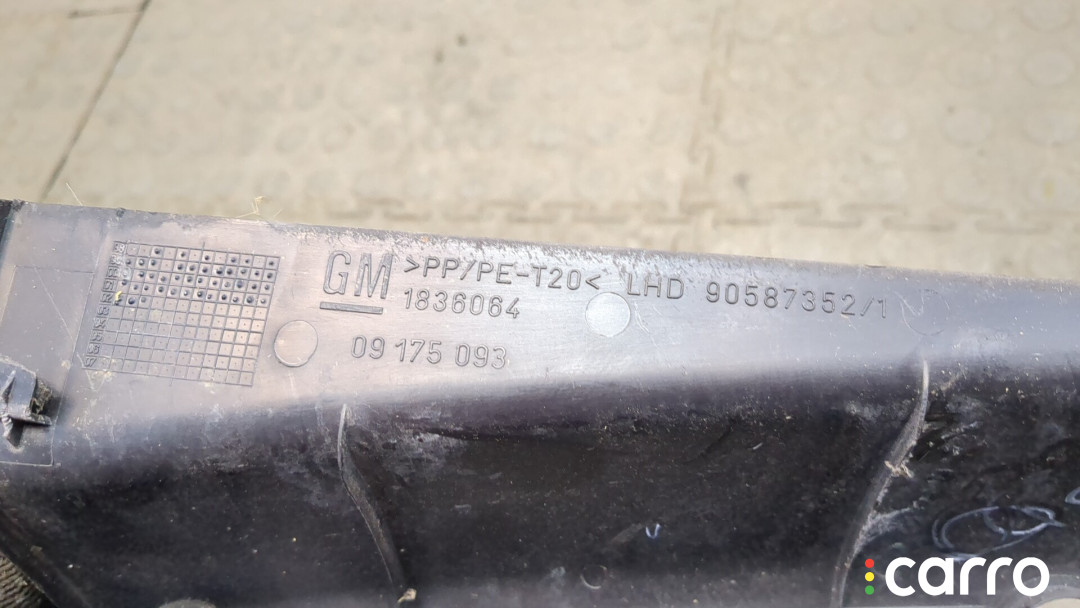 GM >PP/PE-T20< LHD 90587352/1
1836064
09 175 093
carro